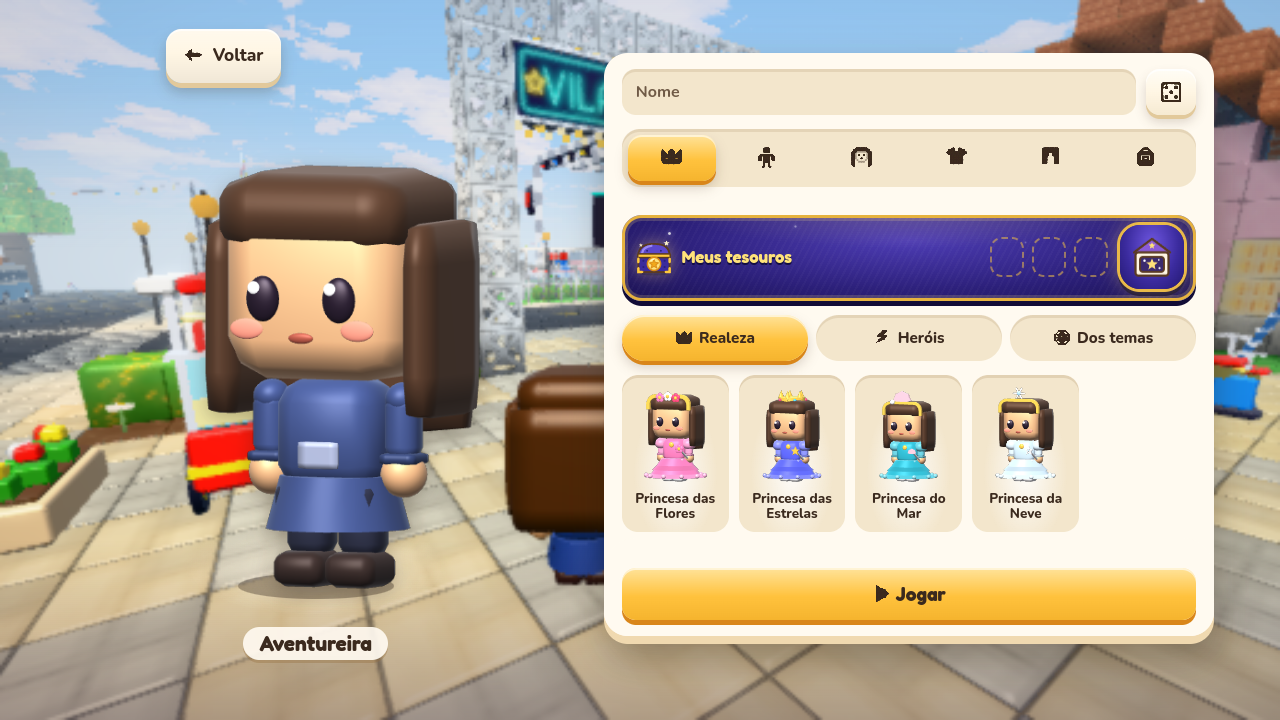 Voltar
Nome
Meus tesouros
Realeza
Heróis
Dos temas
Princesa das
Flores
Princesa das
Estrelas
Princesa do
Mar
Princesa da
Neve
Jogar
Aventureira